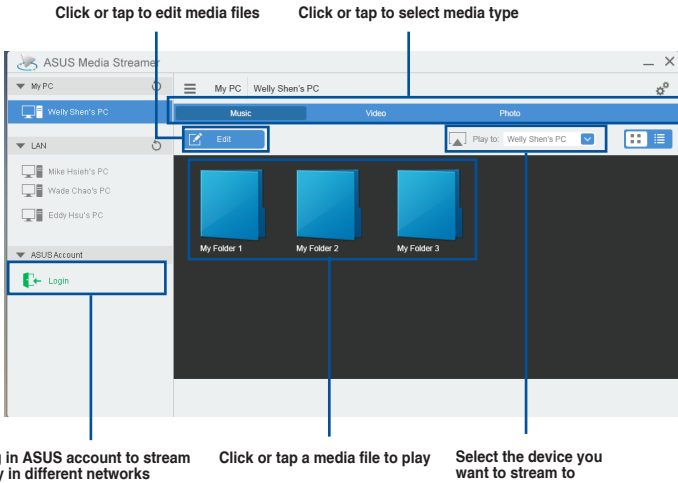 Click or tap to edit media files
Click or tap to select media type
ASUS Media Streamer
My PC
My PC Welly Shen's PC
Welly Shen's PC
Music Video Photo
Edit
Play to: Welly Shen's PC
LAN
Mike Hsieh's PC
Wade Chao's PC
Eddy Hsu's PC
My Folder 1 My Folder 2 My Folder 3
ASUS Account
Login
in ASUS account to stream
in different networks
Click or tap a media file to play
Select the device you
want to stream to